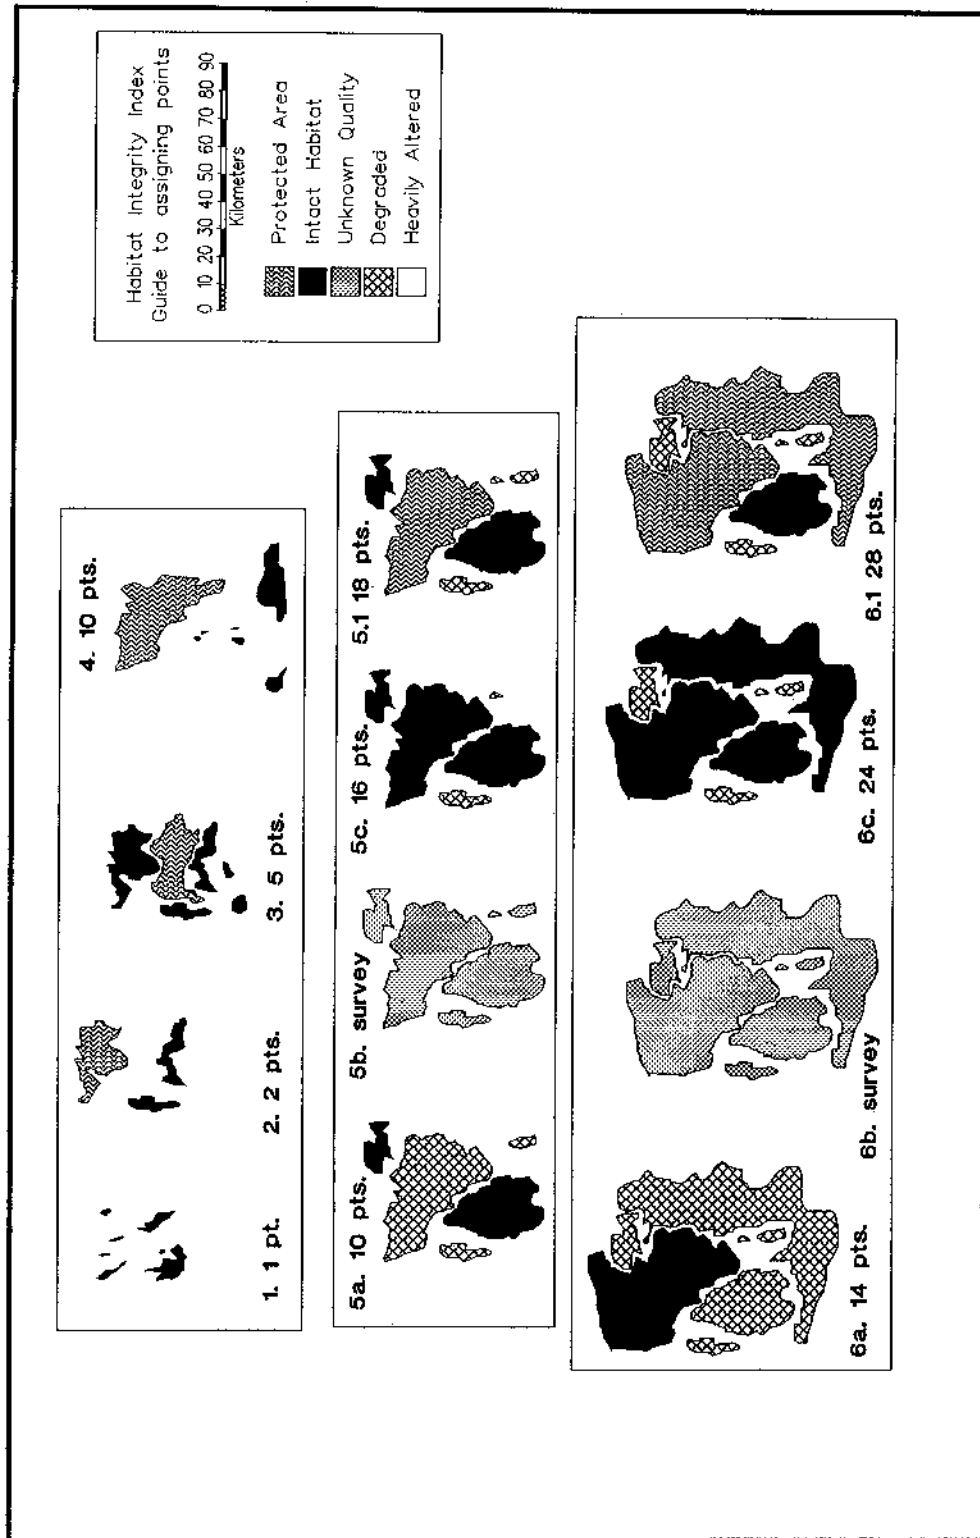 Habitat Integrity Index
Guide to assigning points
0 10 20 30 40 50 60 70 80 90
Kilometers
Protected Area
Intact Habitat
Unknown Quality
Degraded
Heavily Altered
1. 1 pt.
2. 2 pts.
3. 5 pts.
4. 10 pts.
5a. 10 pts.
5b. survey
5c. 16 pts.
5.1 18 pts.
6a. 14 pts.
6b. survey
6c. 24 pts.
6.1 28 pts.